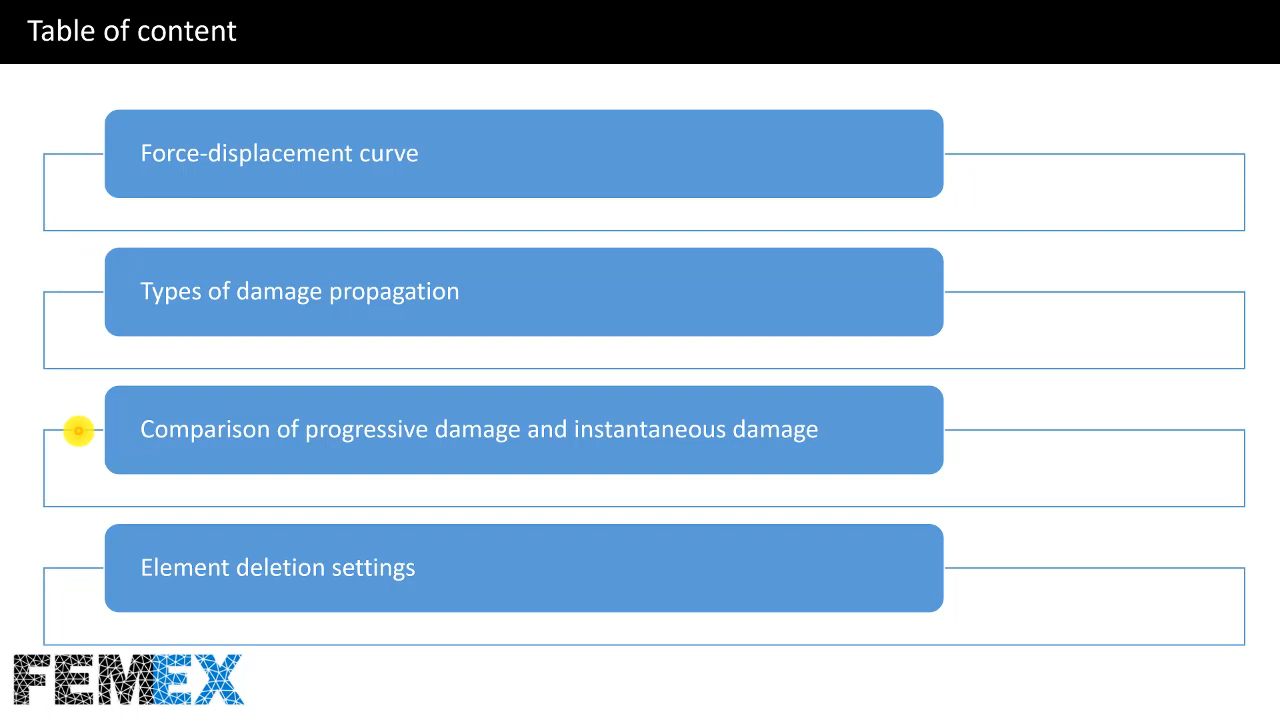 Table of content
Force-displacement curve
Types of damage propagation
Comparison of progressive damage and instantaneous damage
Element deletion settings
FEMEX